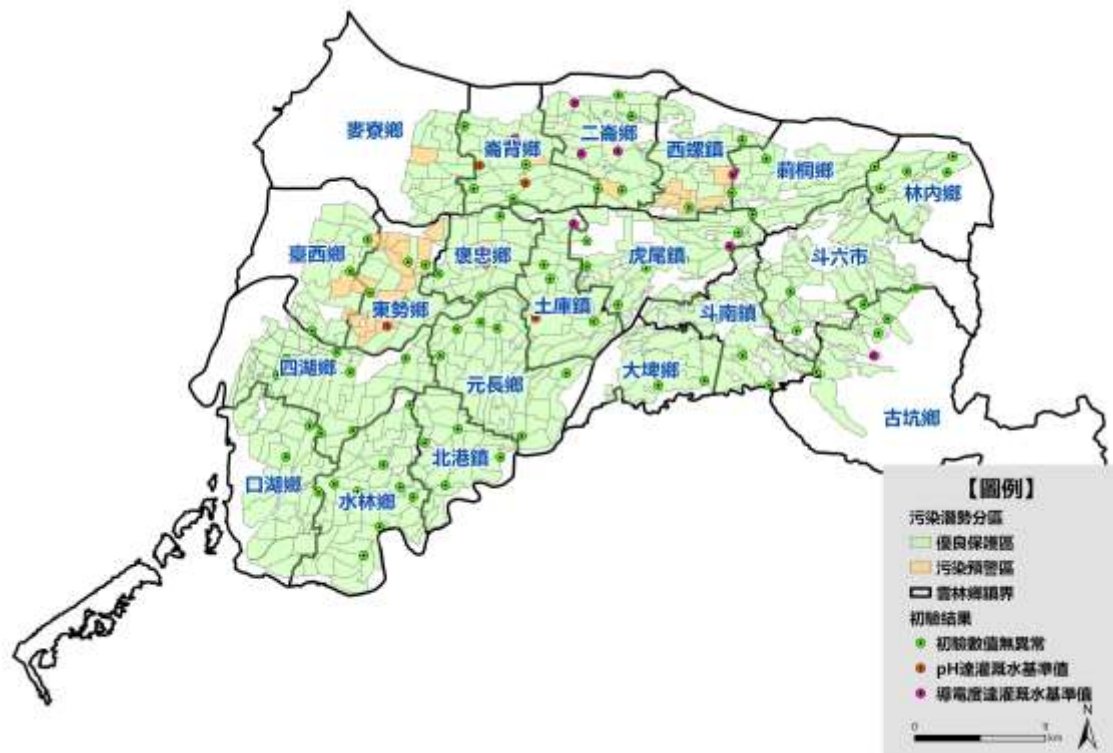 麥寮鄉
崙背鄉
二崙鄉
西螺鎮
莿桐鄉
林內鄉
臺西鄉
東勢鄉
褒忠鄉
土庫鎮
虎尾鎮
斗南鎮
斗六市
四湖鄉
元長鄉
大埤鄉
古坑鄉
口湖鄉
水林鄉
北港鎮
【圖例】
污染潛勢分區
優良保護區
污染預警區
雲林鄉鎮界
初驗結果
初驗數值無異常
pH達灌溉水基準值
導電度達灌溉水基準值
N
0
km